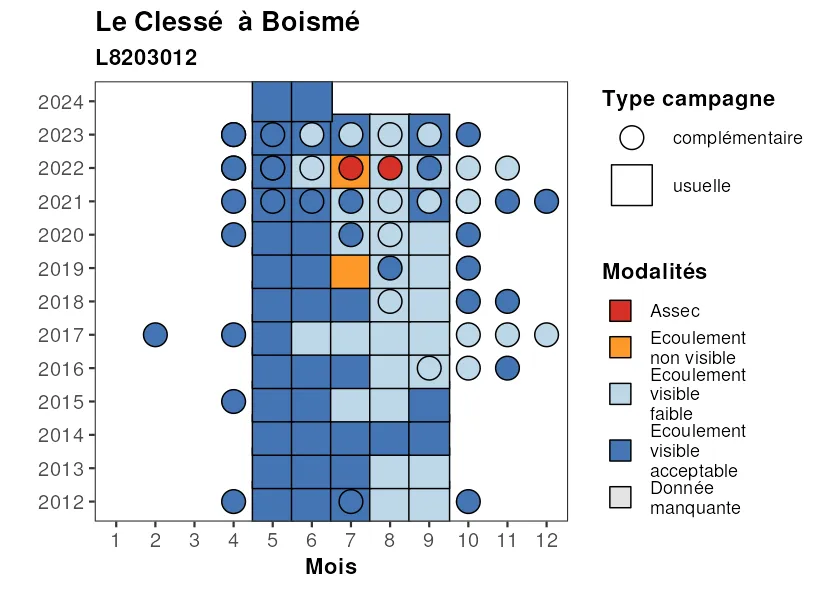 Le Clessé  à Boismé
L8203012
2024
2023
2022
2021
2020
2019
2018
2017
2016
2015
2014
2013
2012
1 2 3 4 5 6 7 8 9 10 11 12
Mois
Type campagne
complémentaire
usuelle
Modalités
Assec
Ecoulement
non visible
Ecoulement
visible
faible
Ecoulement
visible
acceptable
Donnée
manquante